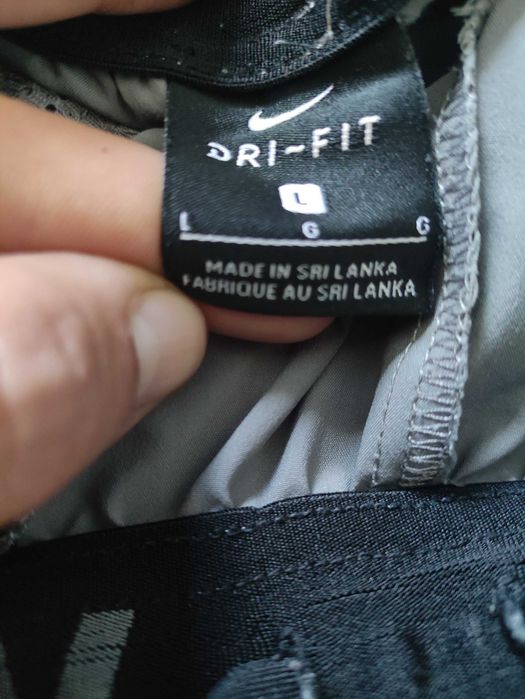 DRI-FIT
L
L G G
MADE IN SRI LANKA
FABRIQUE AU SRI LANKA